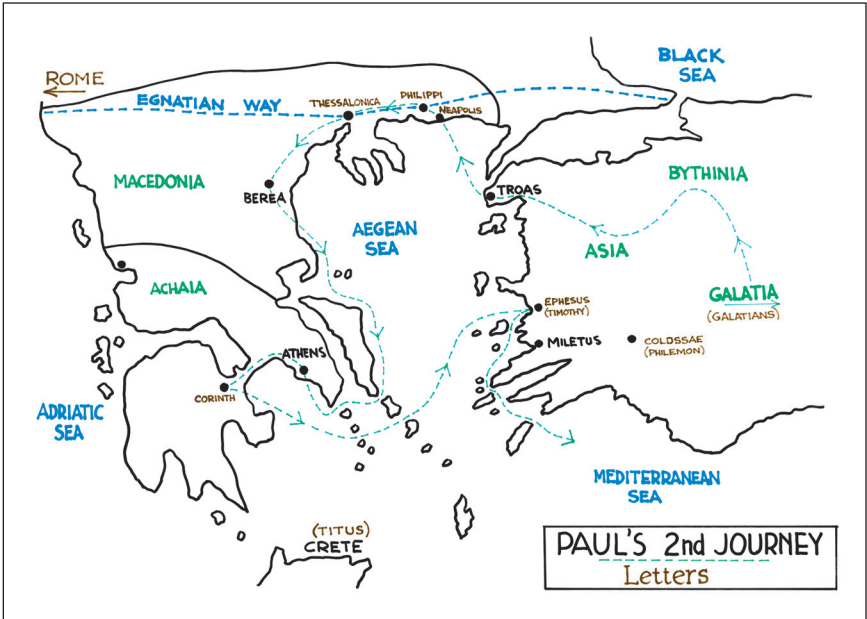 ROME
BLACK
SEA
EGNATIAN WAY
THESSALONICA
PHILIPPI
NEAPOLIS
MACEDONIA
BEREA
TROAS
BYTHINIA
AEGEAN
SEA
ASIA
ACHAIA
GALATIA
(GALATIANS)
EPHESUS
(TIMOTHY)
MILETUS
COLOSSAE
(PHILEMON)
ATHENS
CORINTH
ADRIATIC
SEA
MEDITERRANEAN
SEA
(TITUS)
CRETE
PAUL'S 2nd JOURNEY
Letters